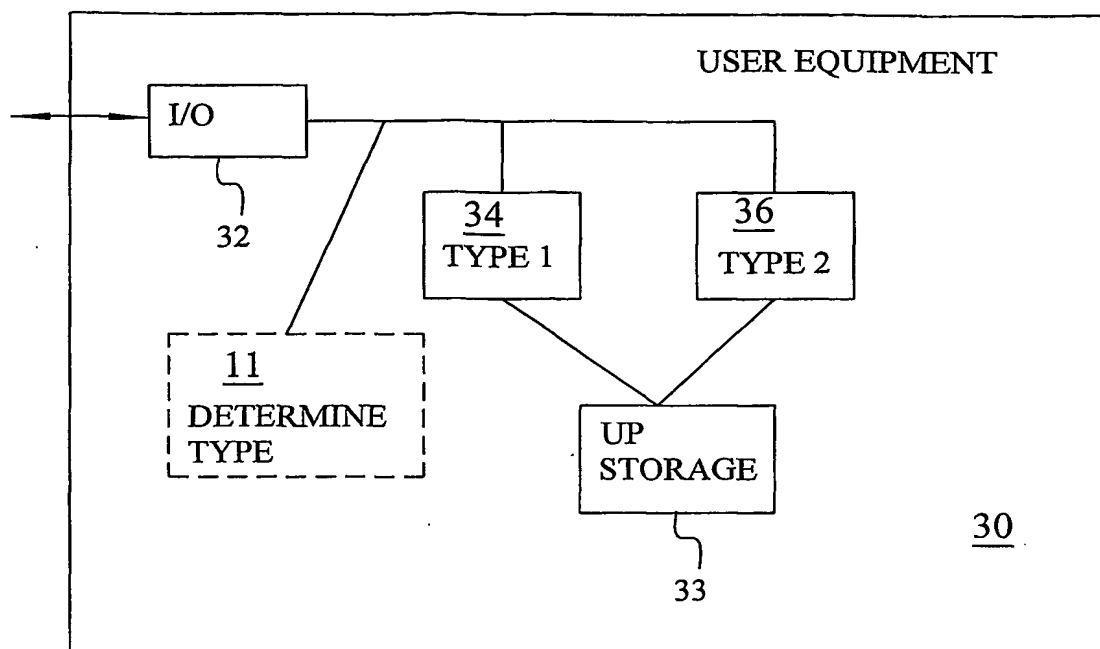 USER EQUIPMENT
I/O
32
34
TYPE 1
36
TYPE 2
11
DETERMINE
TYPE
UP
STORAGE
30
33